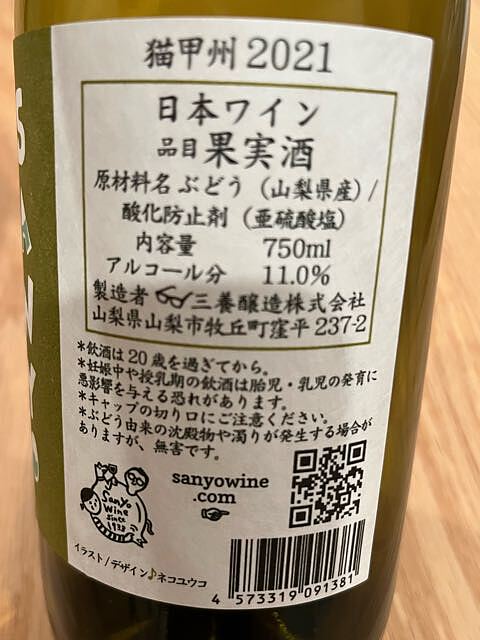 猫甲州 2021
日本ワイン
品目 果実酒
原材料名 ぶどう（山梨県産）/
酸化防止剤（亜硫酸塩）
内容量 750ml
アルコール分 11.0%
製造者 三養醸造株式会社
山梨県山梨市牧丘町窪平 237-2
*飲酒は20歳を過ぎてから。
*妊娠中や授乳期の飲酒は胎児・乳児の発育に
悪影響を与える恐れがあります。
*キャップの切り口にご注意ください。
*ぶどう由来の沈殿物や濁りが発生する場合が
ありますが、無害です。
sanyowine
.com
Sanyo
Wine
since
1938
イラスト/デザイン♪ネコユウコ
4 573319 091381